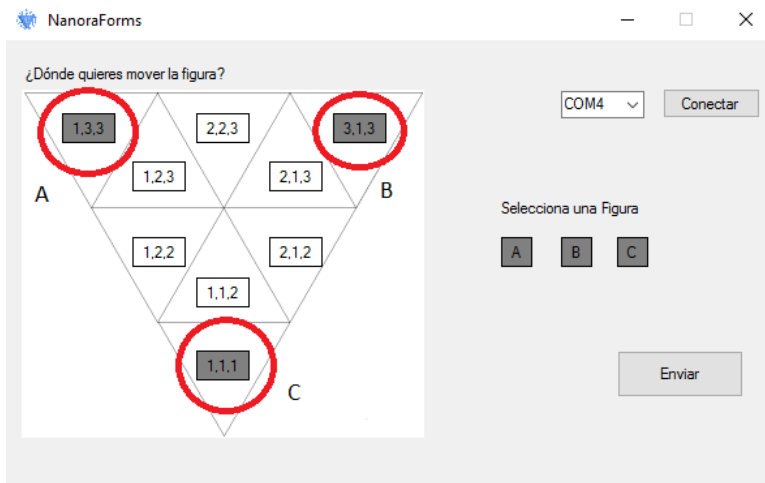 NanoraForms
¿Dónde quieres mover la figura?
COM4
Conectar
1,3,3
2,2,3
3,1,3
1,2,3
2,1,3
A
B
Selecciona una Figura
A
B
C
1,2,2
2,1,2
1,1,2
1,1,1
C
Enviar